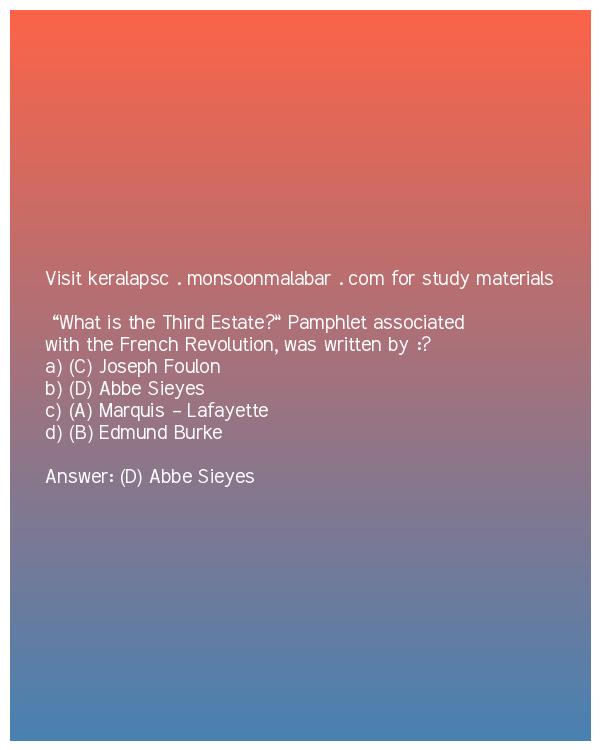 Visit keralapsc . monsoonmalabar . com for study materials
“What is the Third Estate?” Pamphlet associated
with the French Revolution, was written by :?
a) (C) Joseph Foulon
b) (D) Abbe Sieyes
c) (A) Marquis – Lafayette
d) (B) Edmund Burke
Answer: (D) Abbe Sieyes